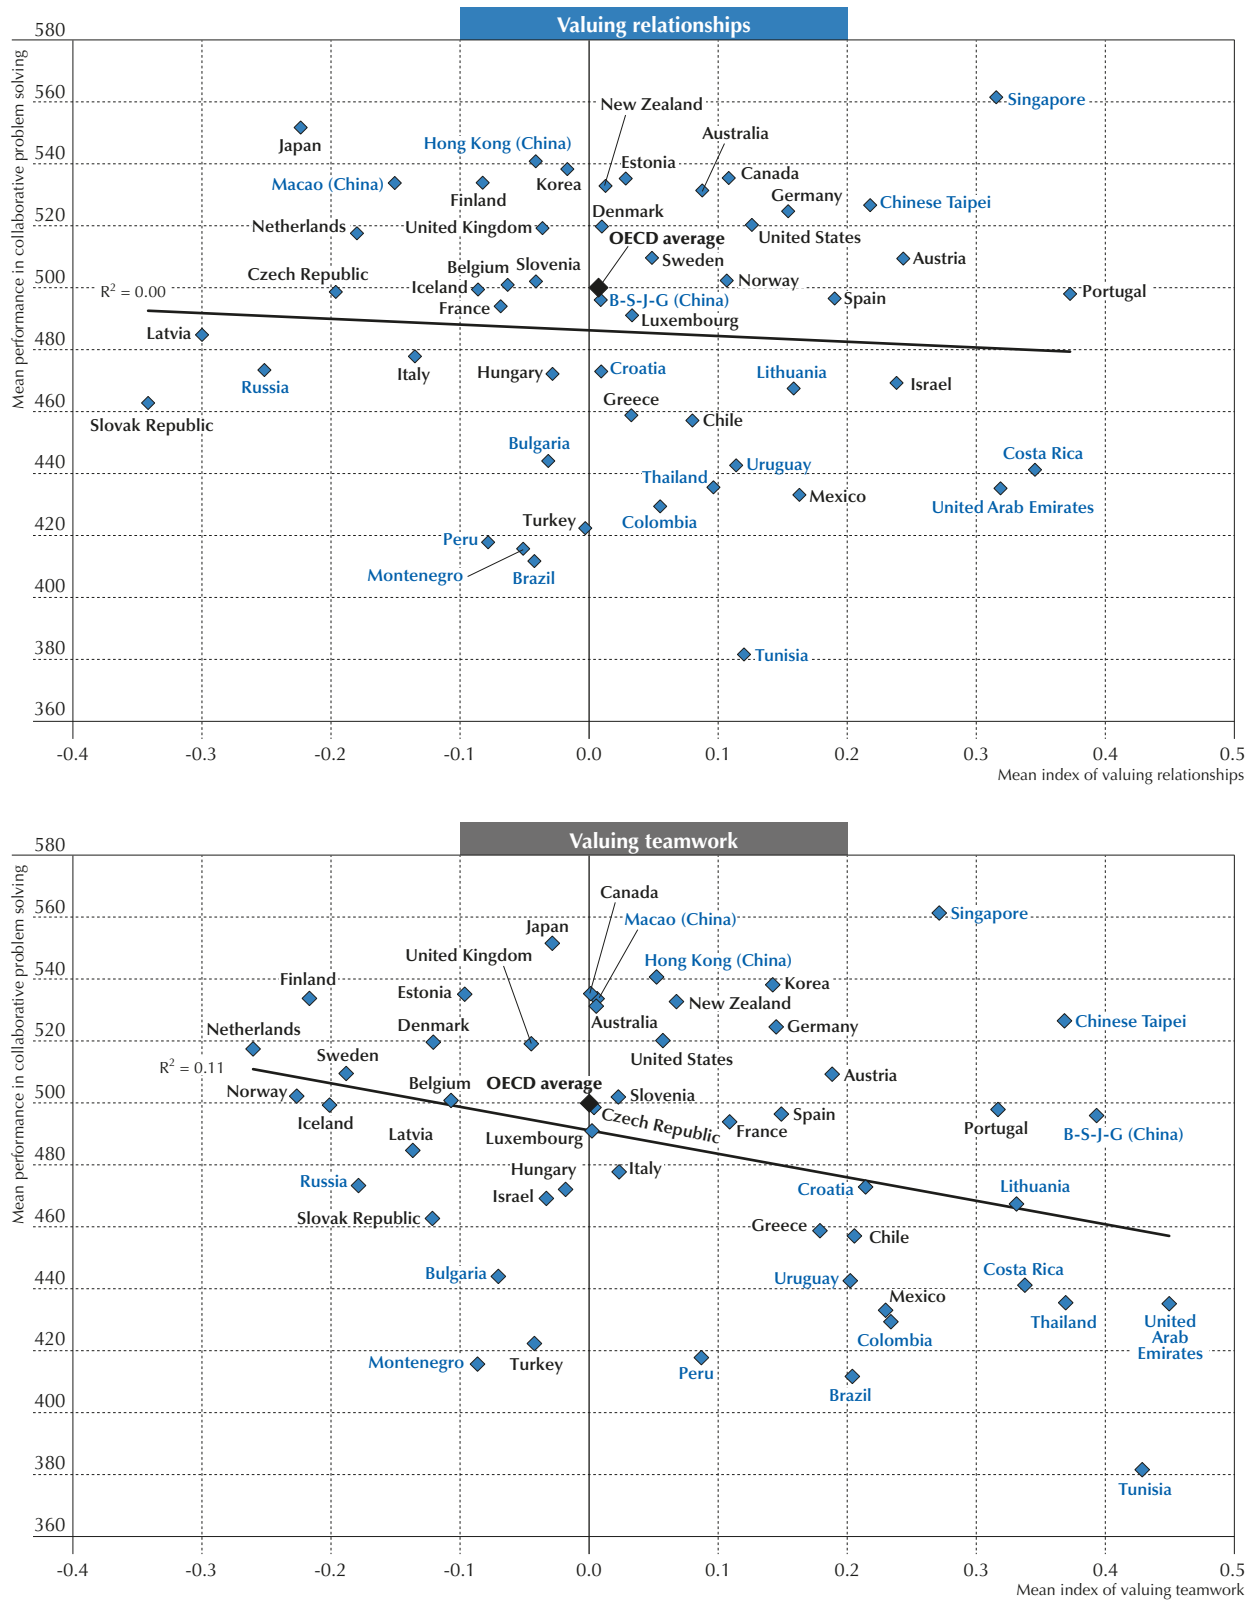 Valuing relationships
Mean performance in collaborative problem solving
580
560
540
520
500
480
460
440
420
400
380
360
Singapore
New Zealand
Japan
Australia
Hong Kong (China)
Estonia
Korea
Canada
Macao (China)
Finland
Germany
Chinese Taipei
Netherlands
United Kingdom
Denmark
United States
OECD average
Sweden
Austria
Czech Republic
Belgium
Slovenia
Iceland
Norway
France
B-S-J-G (China)
Spain
Portugal
R² = 0.00
Luxembourg
Latvia
Russia
Italy
Hungary
Croatia
Lithuania
Israel
Slovak Republic
Greece
Chile
Bulgaria
Thailand
Uruguay
Costa Rica
Mexico
United Arab Emirates
Colombia
Turkey
Peru
Montenegro
Brazil
Tunisia
-0.4
-0.3
-0.2
-0.1
0.0
0.1
0.2
0.3
0.4
0.5
Mean index of valuing relationships
Valuing teamwork
Mean performance in collaborative problem solving
580
560
540
520
500
480
460
440
420
400
380
360
Canada
Macao (China)
Singapore
Japan
United Kingdom
Hong Kong (China)
Finland
Estonia
Korea
New Zealand
Netherlands
Denmark
Australia
Germany
Chinese Taipei
Sweden
United States
R² = 0.11
Norway
Belgium
OECD average
Slovenia
Austria
Iceland
Czech Republic
Spain
France
Portugal
B-S-J-G (China)
Latvia
Luxembourg
Hungary
Italy
Russia
Israel
Croatia
Lithuania
Slovak Republic
Greece
Chile
Bulgaria
Uruguay
Costa Rica
Mexico
Thailand
United
Arab
Emirates
Colombia
Montenegro
Turkey
Peru
Brazil
Tunisia
-0.4
-0.3
-0.2
-0.1
0.0
0.1
0.2
0.3
0.4
0.5
Mean index of valuing teamwork